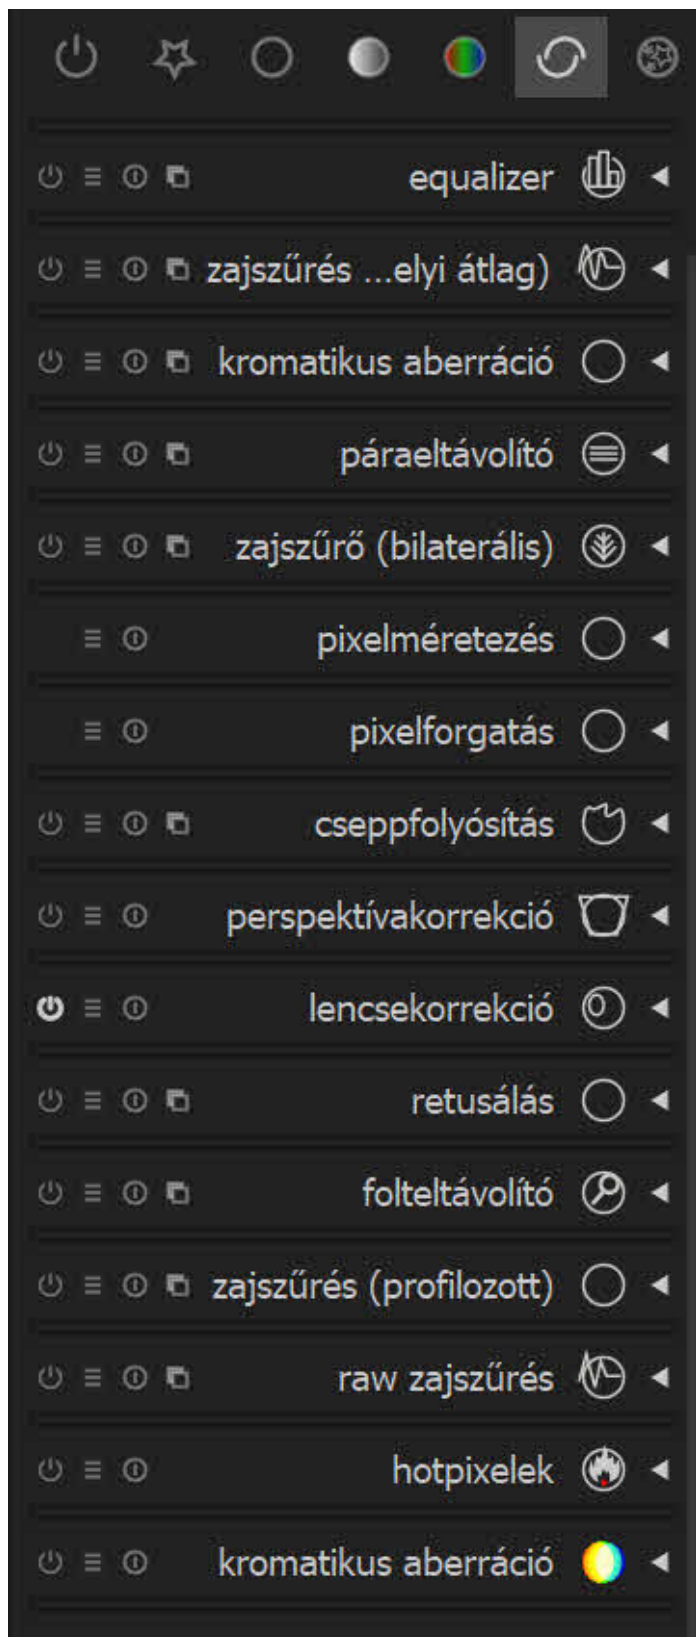 equalizer
zajszűrés ...elyi átlag)
kromatikus aberráció
páraeltávolító
zajszűrő (bilaterális)
pixelméretezés
pixelforgatás
cseppfolyósítás
perspektívakorrekció
lencsekorrekció
retusálás
folteltávolító
zajszűrés (profilozott)
raw zajszűrés
hotpixelek
kromatikus aberráció